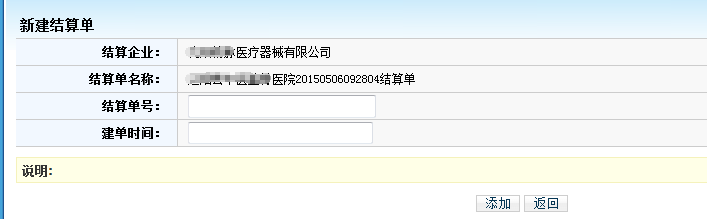 新建结算单
结算企业： 医疗器械有限公司
结算单名称： 医院20150506092804结算单
结算单号：
建单时间：
说明:
添加 返回